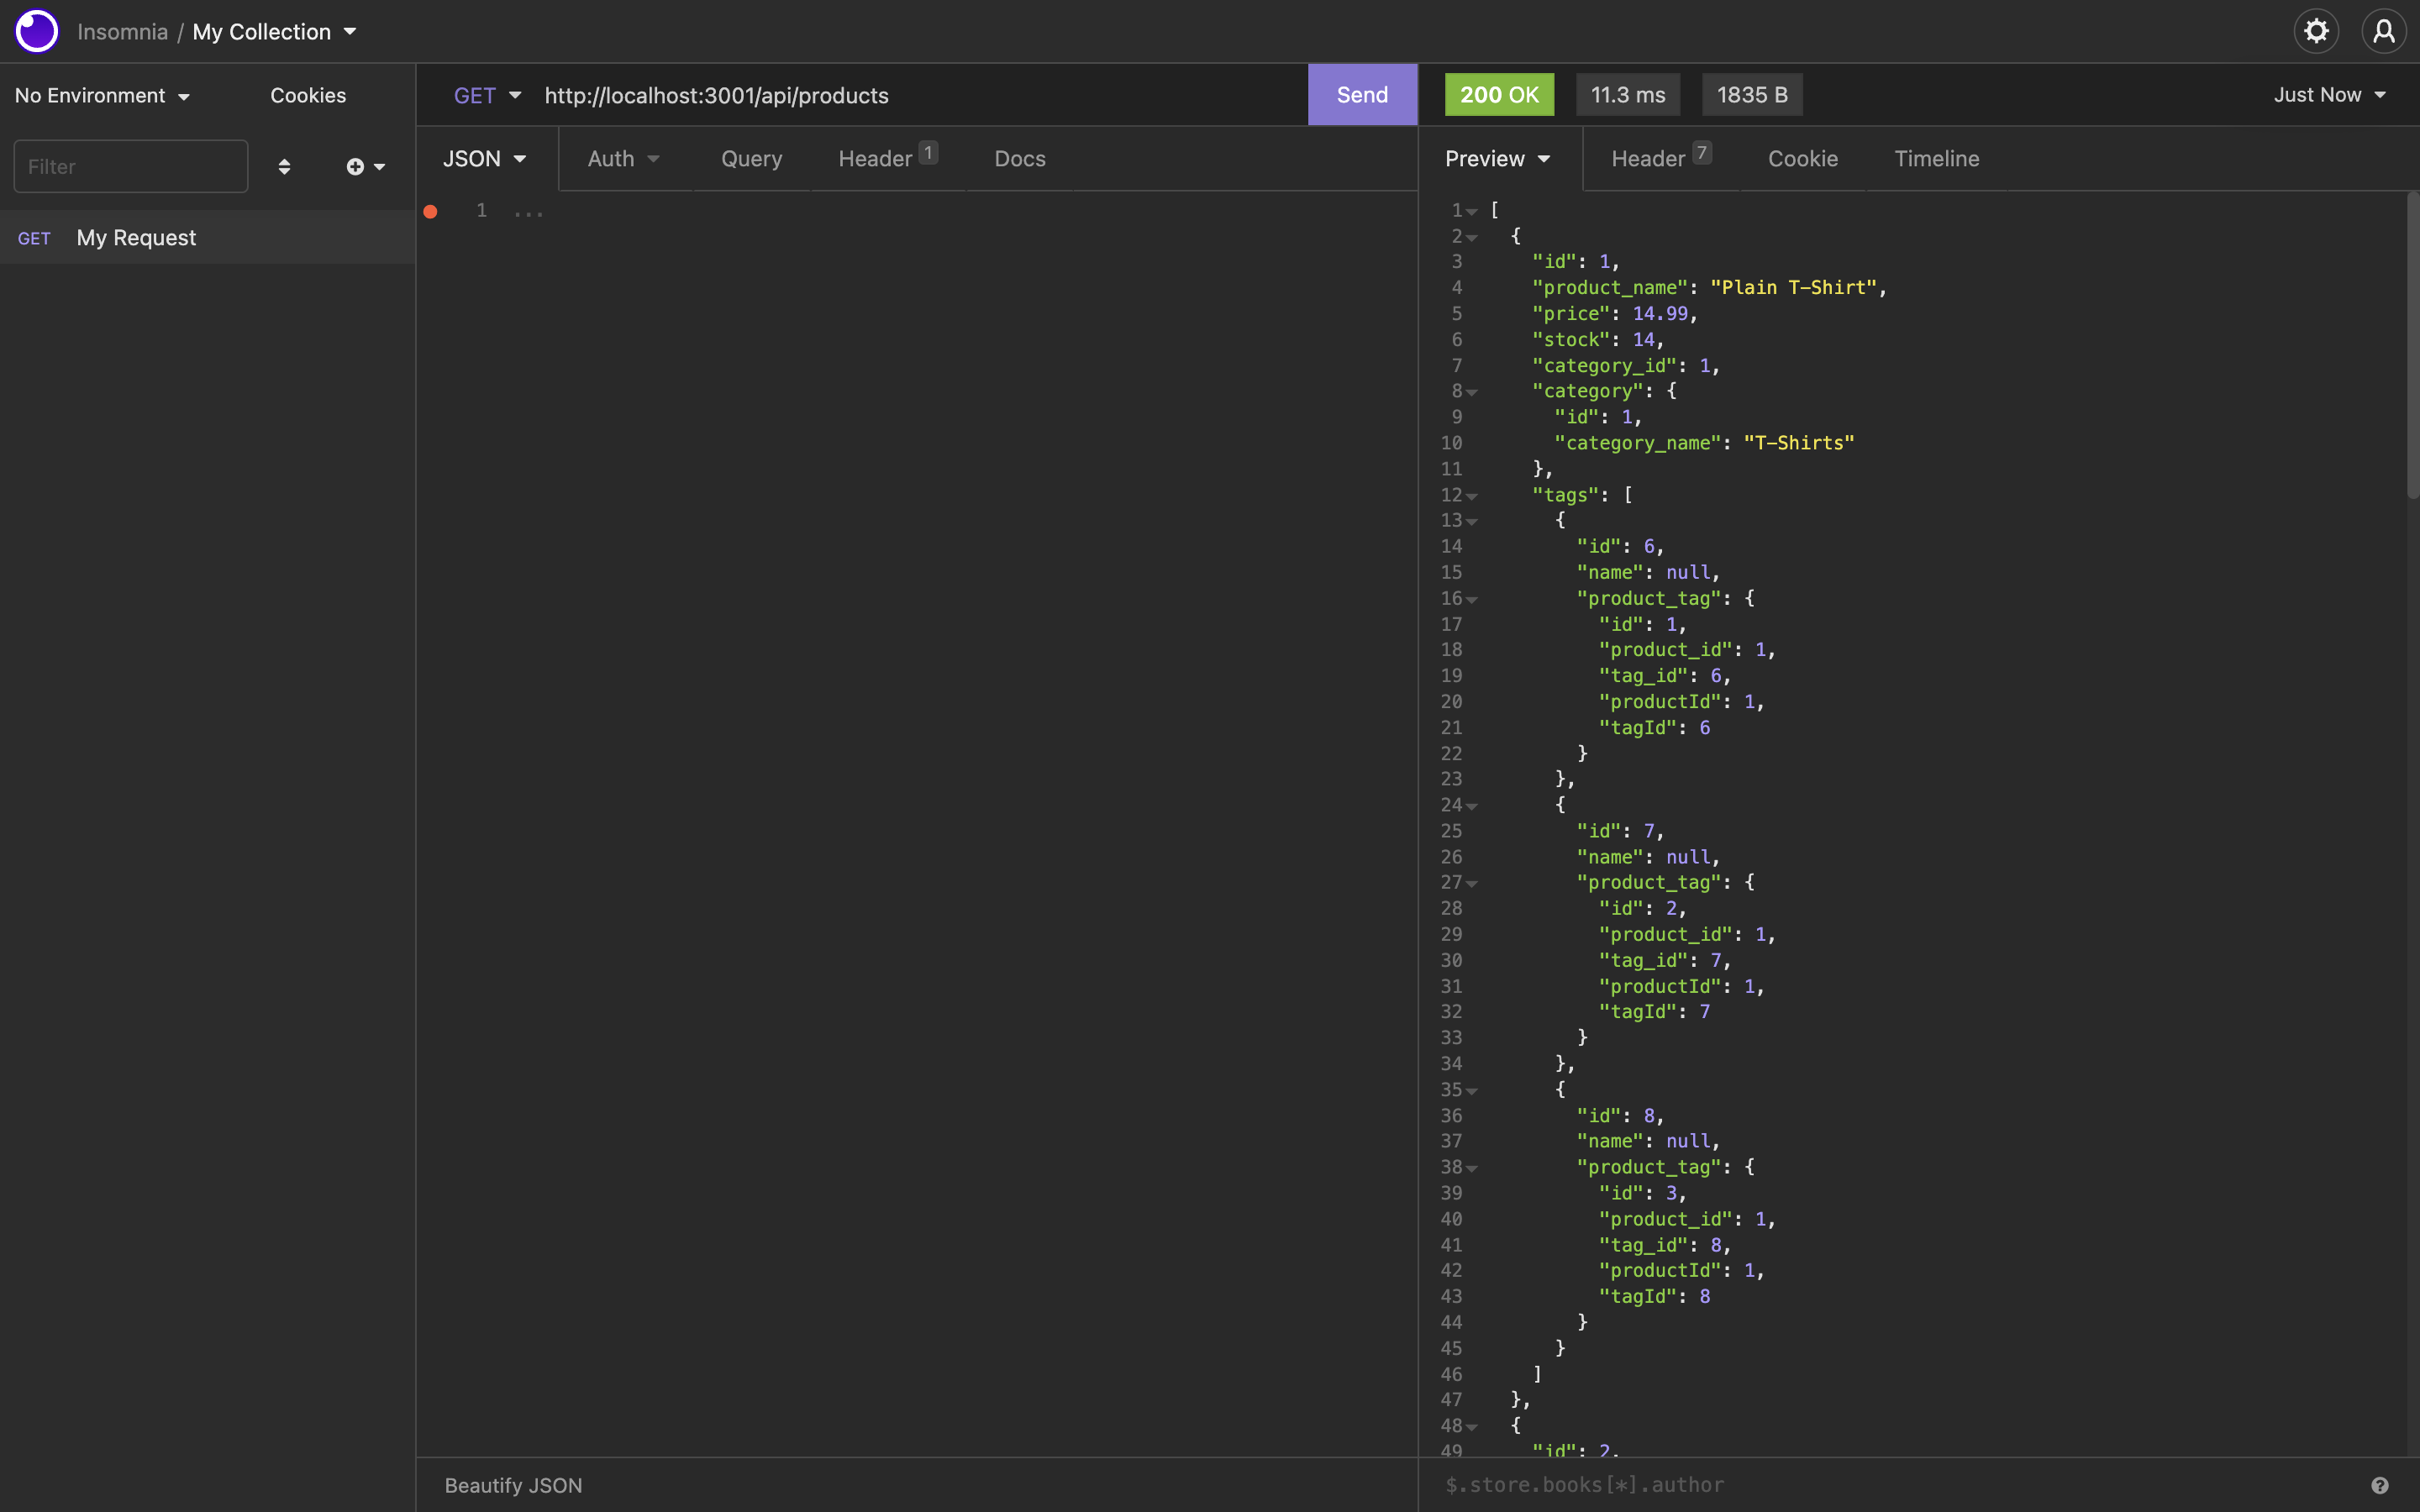 Insomnia / My Collection
No Environment
Cookies
Filter
GET My Request
GET http://localhost:3001/api/products
Send
JSON Auth Query Header 1 Docs
1 ...
Beautify JSON
200 OK 11.3 ms 1835 B Just Now
Preview Header 7 Cookie Timeline
1 [
2 {
3 "id": 1,
4 "product_name": "Plain T-Shirt",
5 "price": 14.99,
6 "stock": 14,
7 "category_id": 1,
8 "category": {
9 "id": 1,
10 "category_name": "T-Shirts"
11 },
12 "tags": [
13 {
14 "id": 6,
15 "name": null,
16 "product_tag": {
17 "id": 1,
18 "product_id": 1,
19 "tag_id": 6,
20 "productId": 1,
21 "tagId": 6
22 }
23 },
24 {
25 "id": 7,
26 "name": null,
27 "product_tag": {
28 "id": 2,
29 "product_id": 1,
30 "tag_id": 7,
31 "productId": 1,
32 "tagId": 7
33 }
34 },
35 {
36 "id": 8,
37 "name": null,
38 "product_tag": {
39 "id": 3,
40 "product_id": 1,
41 "tag_id": 8,
42 "productId": 1,
43 "tagId": 8
44 }
45 }
46 ]
47 },
48 {
49 "id": 2,
$.store.books[*].author